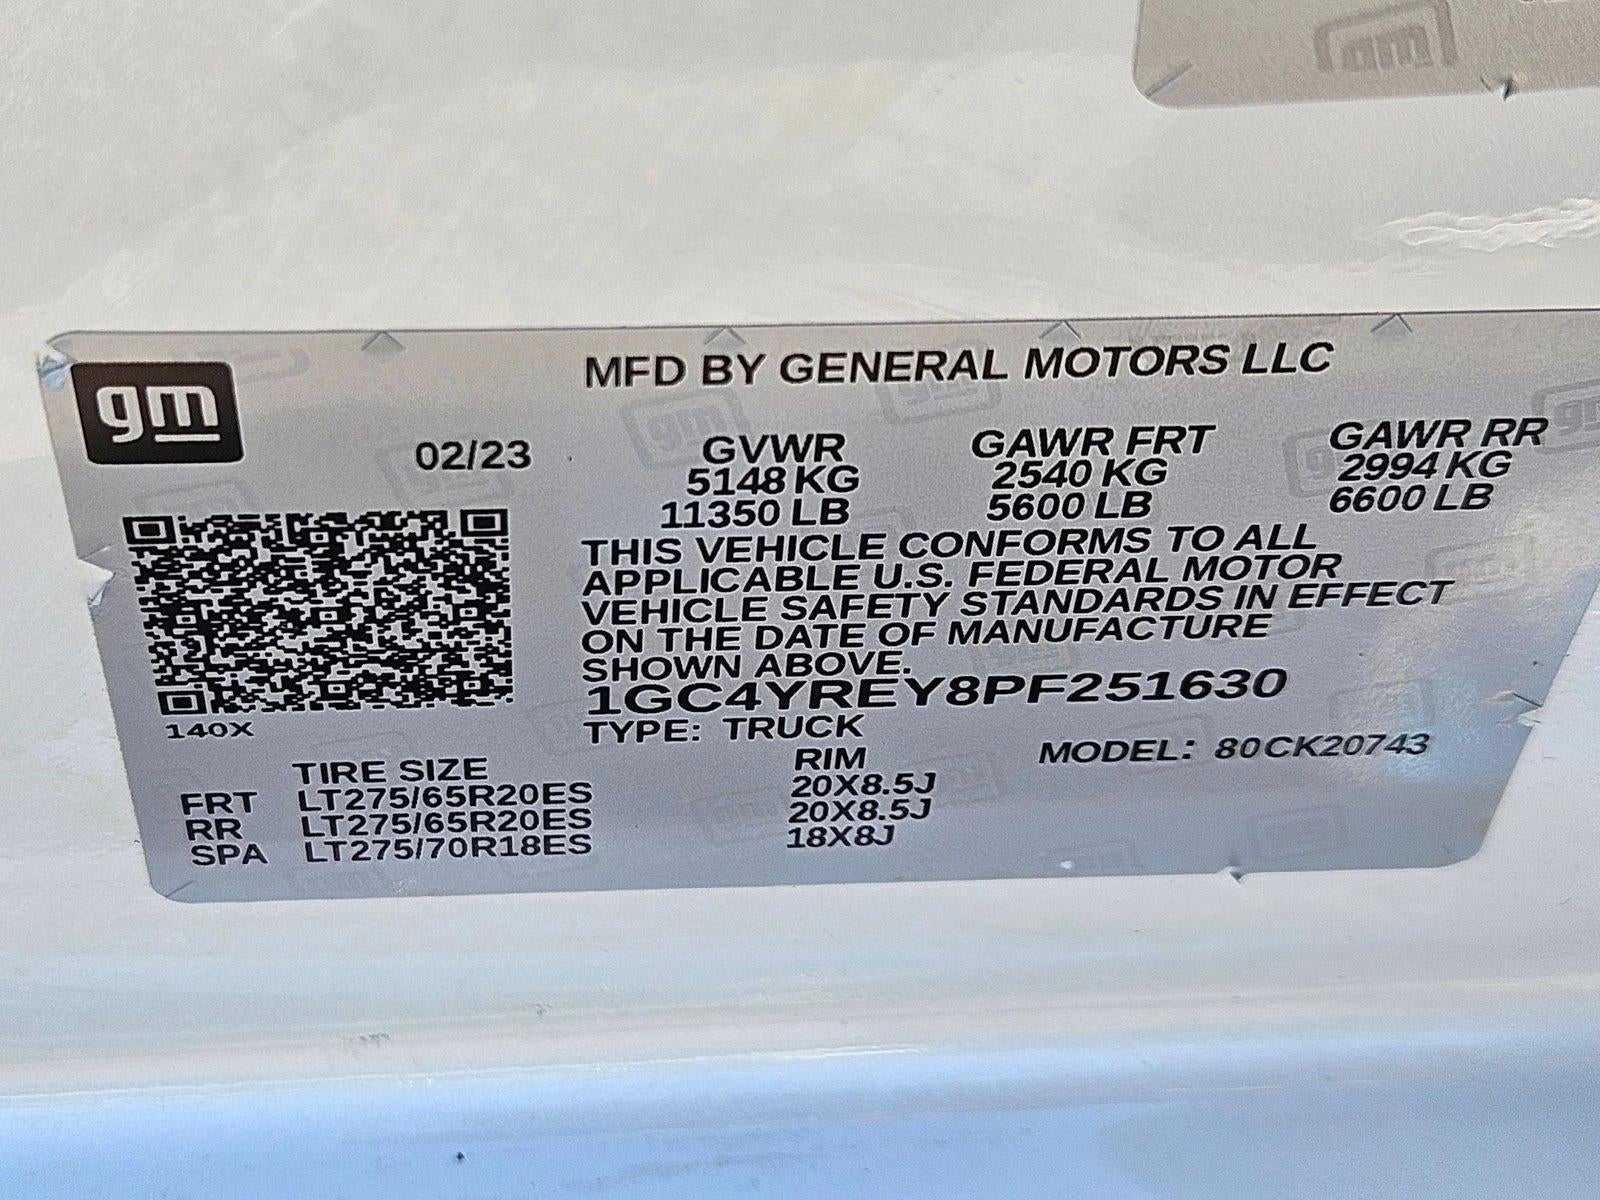 gm
MFD BY GENERAL MOTORS LLC
02/23
GVWR GAWR FRT GAWR RR
5148 KG 2540 KG 2994 KG
11350 LB 5600 LB 6600 LB
THIS VEHICLE CONFORMS TO ALL
APPLICABLE U.S. FEDERAL MOTOR
VEHICLE SAFETY STANDARDS IN EFFECT
ON THE DATE OF MANUFACTURE
SHOWN ABOVE.
1GC4YREY8PF251630
140X
TYPE: TRUCK
MODEL: 80CK20743
TIRE SIZE RIM
FRT LT275/65R20ES 20X8.5J
RR LT275/65R20ES 20X8.5J
SPA LT275/70R18ES 18X8J